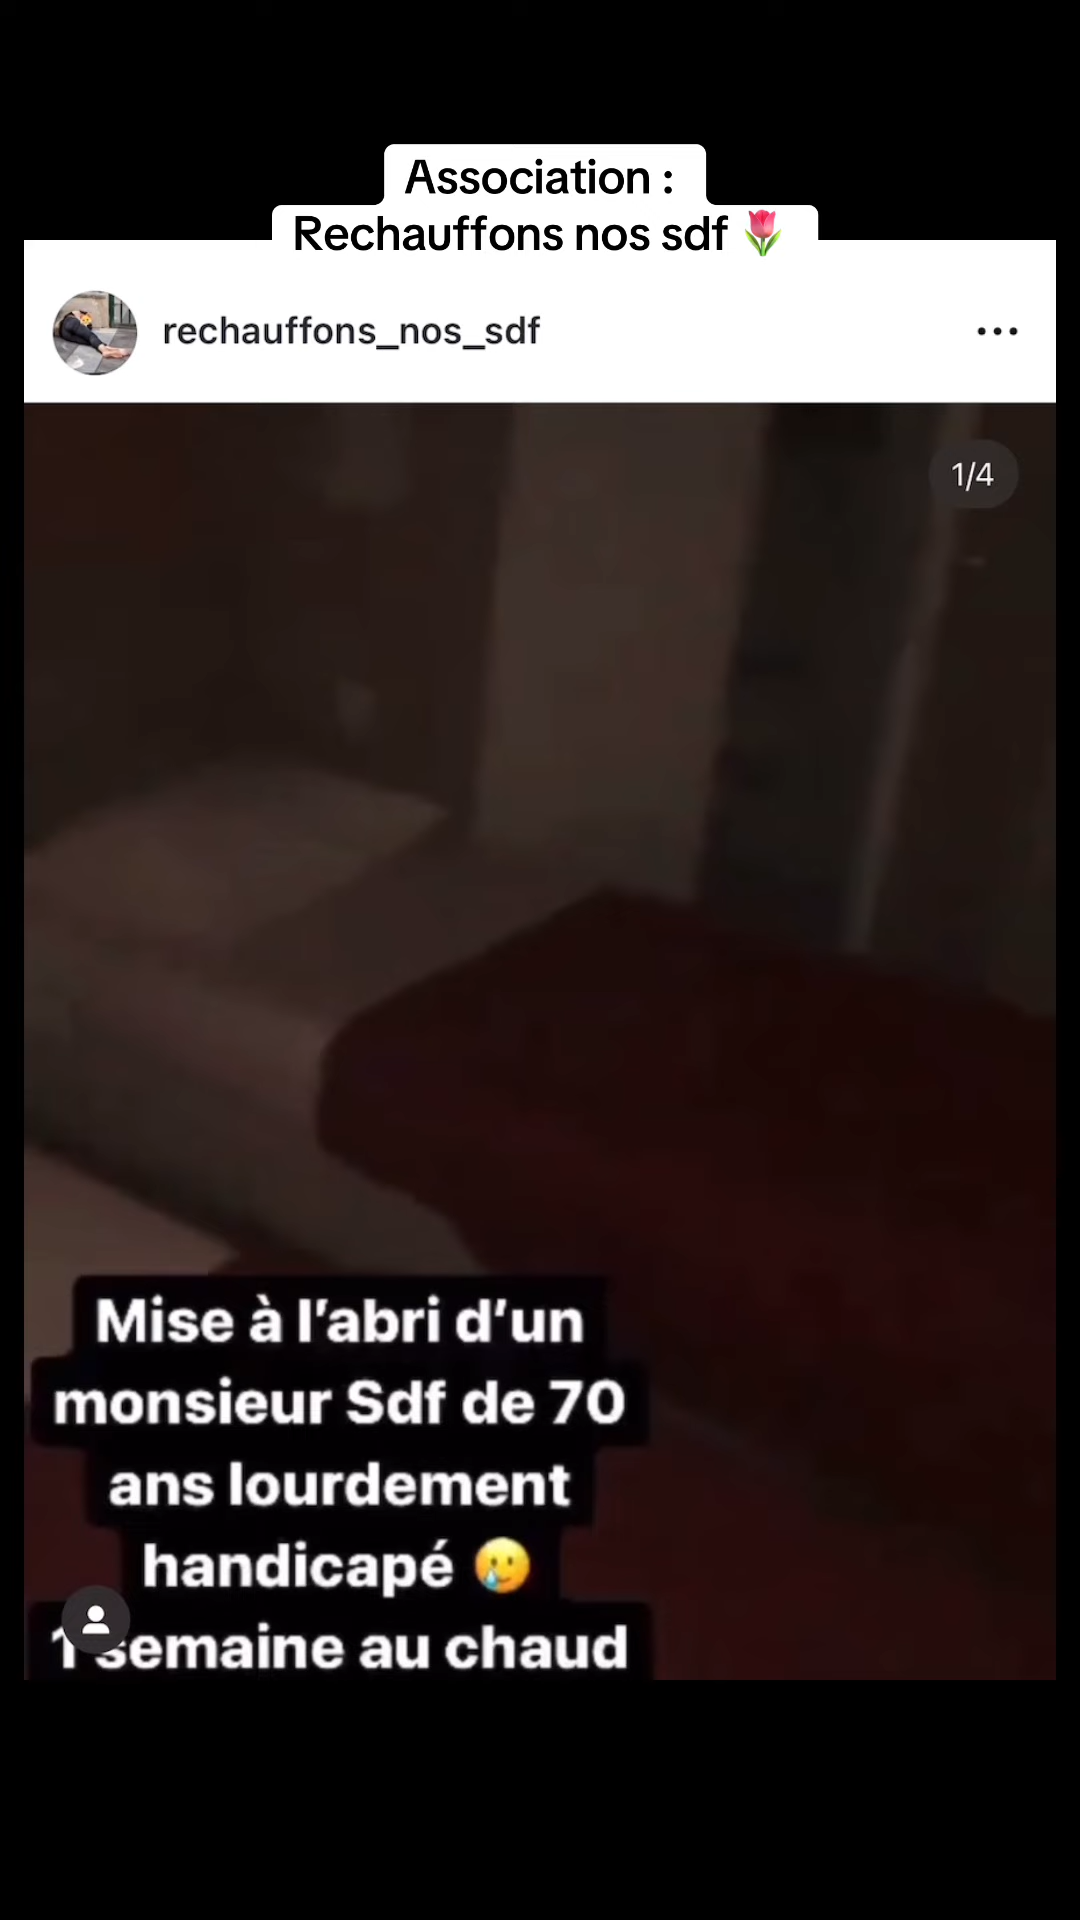 Association :
Rechauffons nos sdf 🌷
rechauffons_nos_sdf
1/4
Mise à l’abri d’un
monsieur Sdf de 70
ans lourdement
handicapé 🥲
1 semaine au chaud